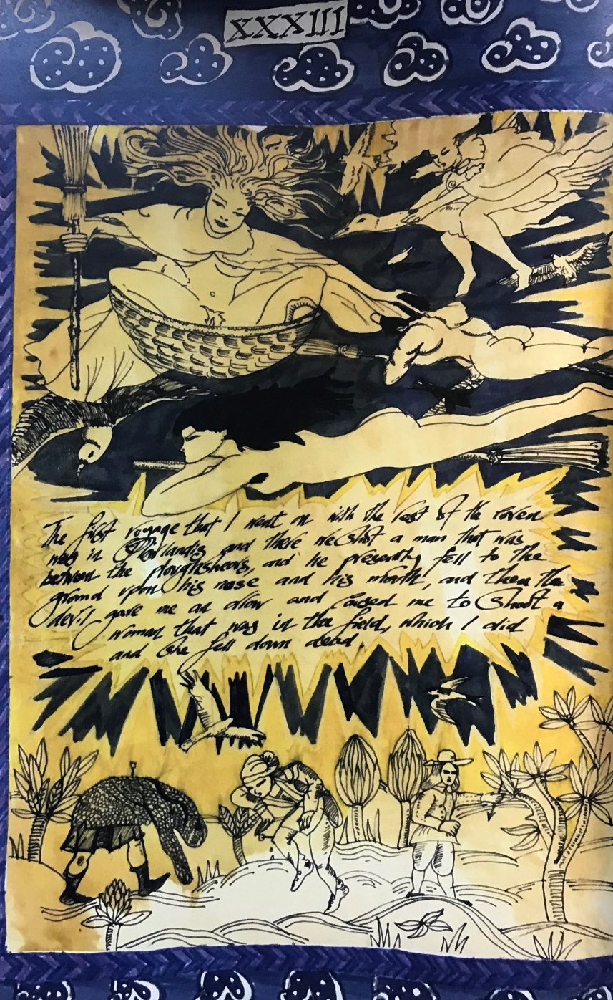 XXXIII
The first voyage that I went on with the rest of the coven
was in Plewlandis and there we shot a man that was
between the ploughshears, and he presently fell to the
ground upon his nose and his mouth, and then the
devil gave me an arrow and caused me to shoot a
woman that was in the field, which I did
and she fell down dead.